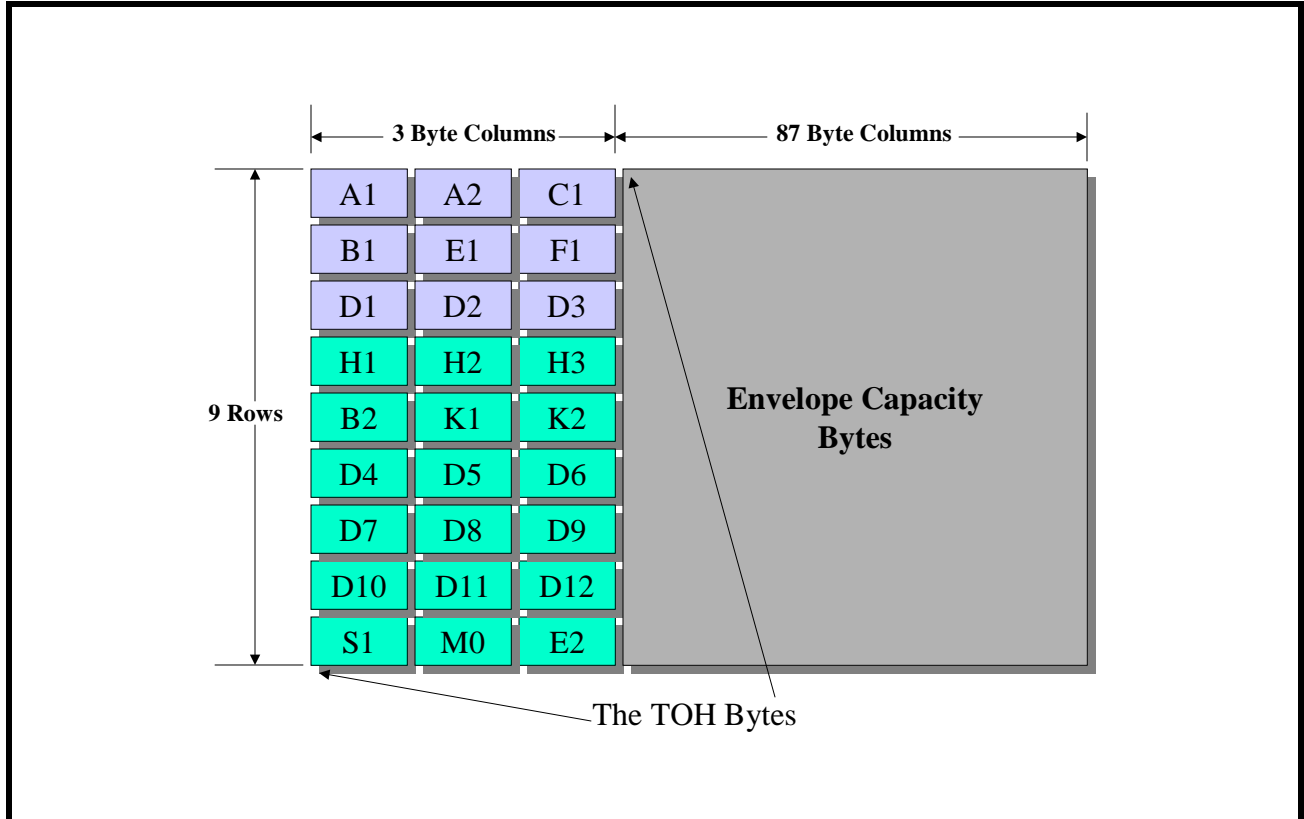 3 Byte Columns 87 Byte Columns
A1 A2 C1
B1 E1 F1
D1 D2 D3
H1 H2 H3
9 Rows
B2 K1 K2
Envelope Capacity
Bytes
D4 D5 D6
D7 D8 D9
D10 D11 D12
S1 M0 E2
The TOH Bytes